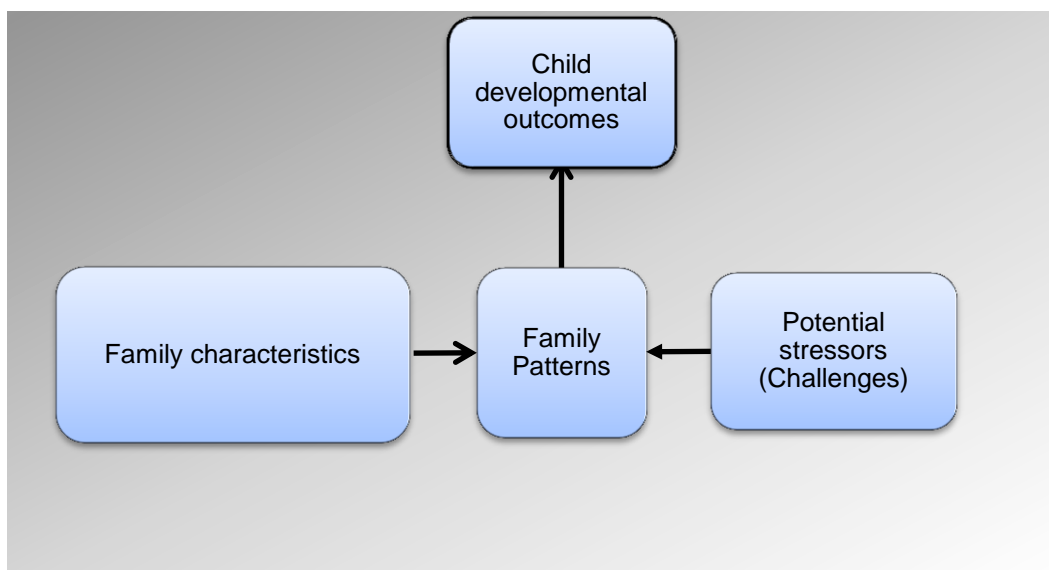 Child
developmental
outcomes
Family characteristics
Family
Patterns
Potential
stressors
(Challenges)